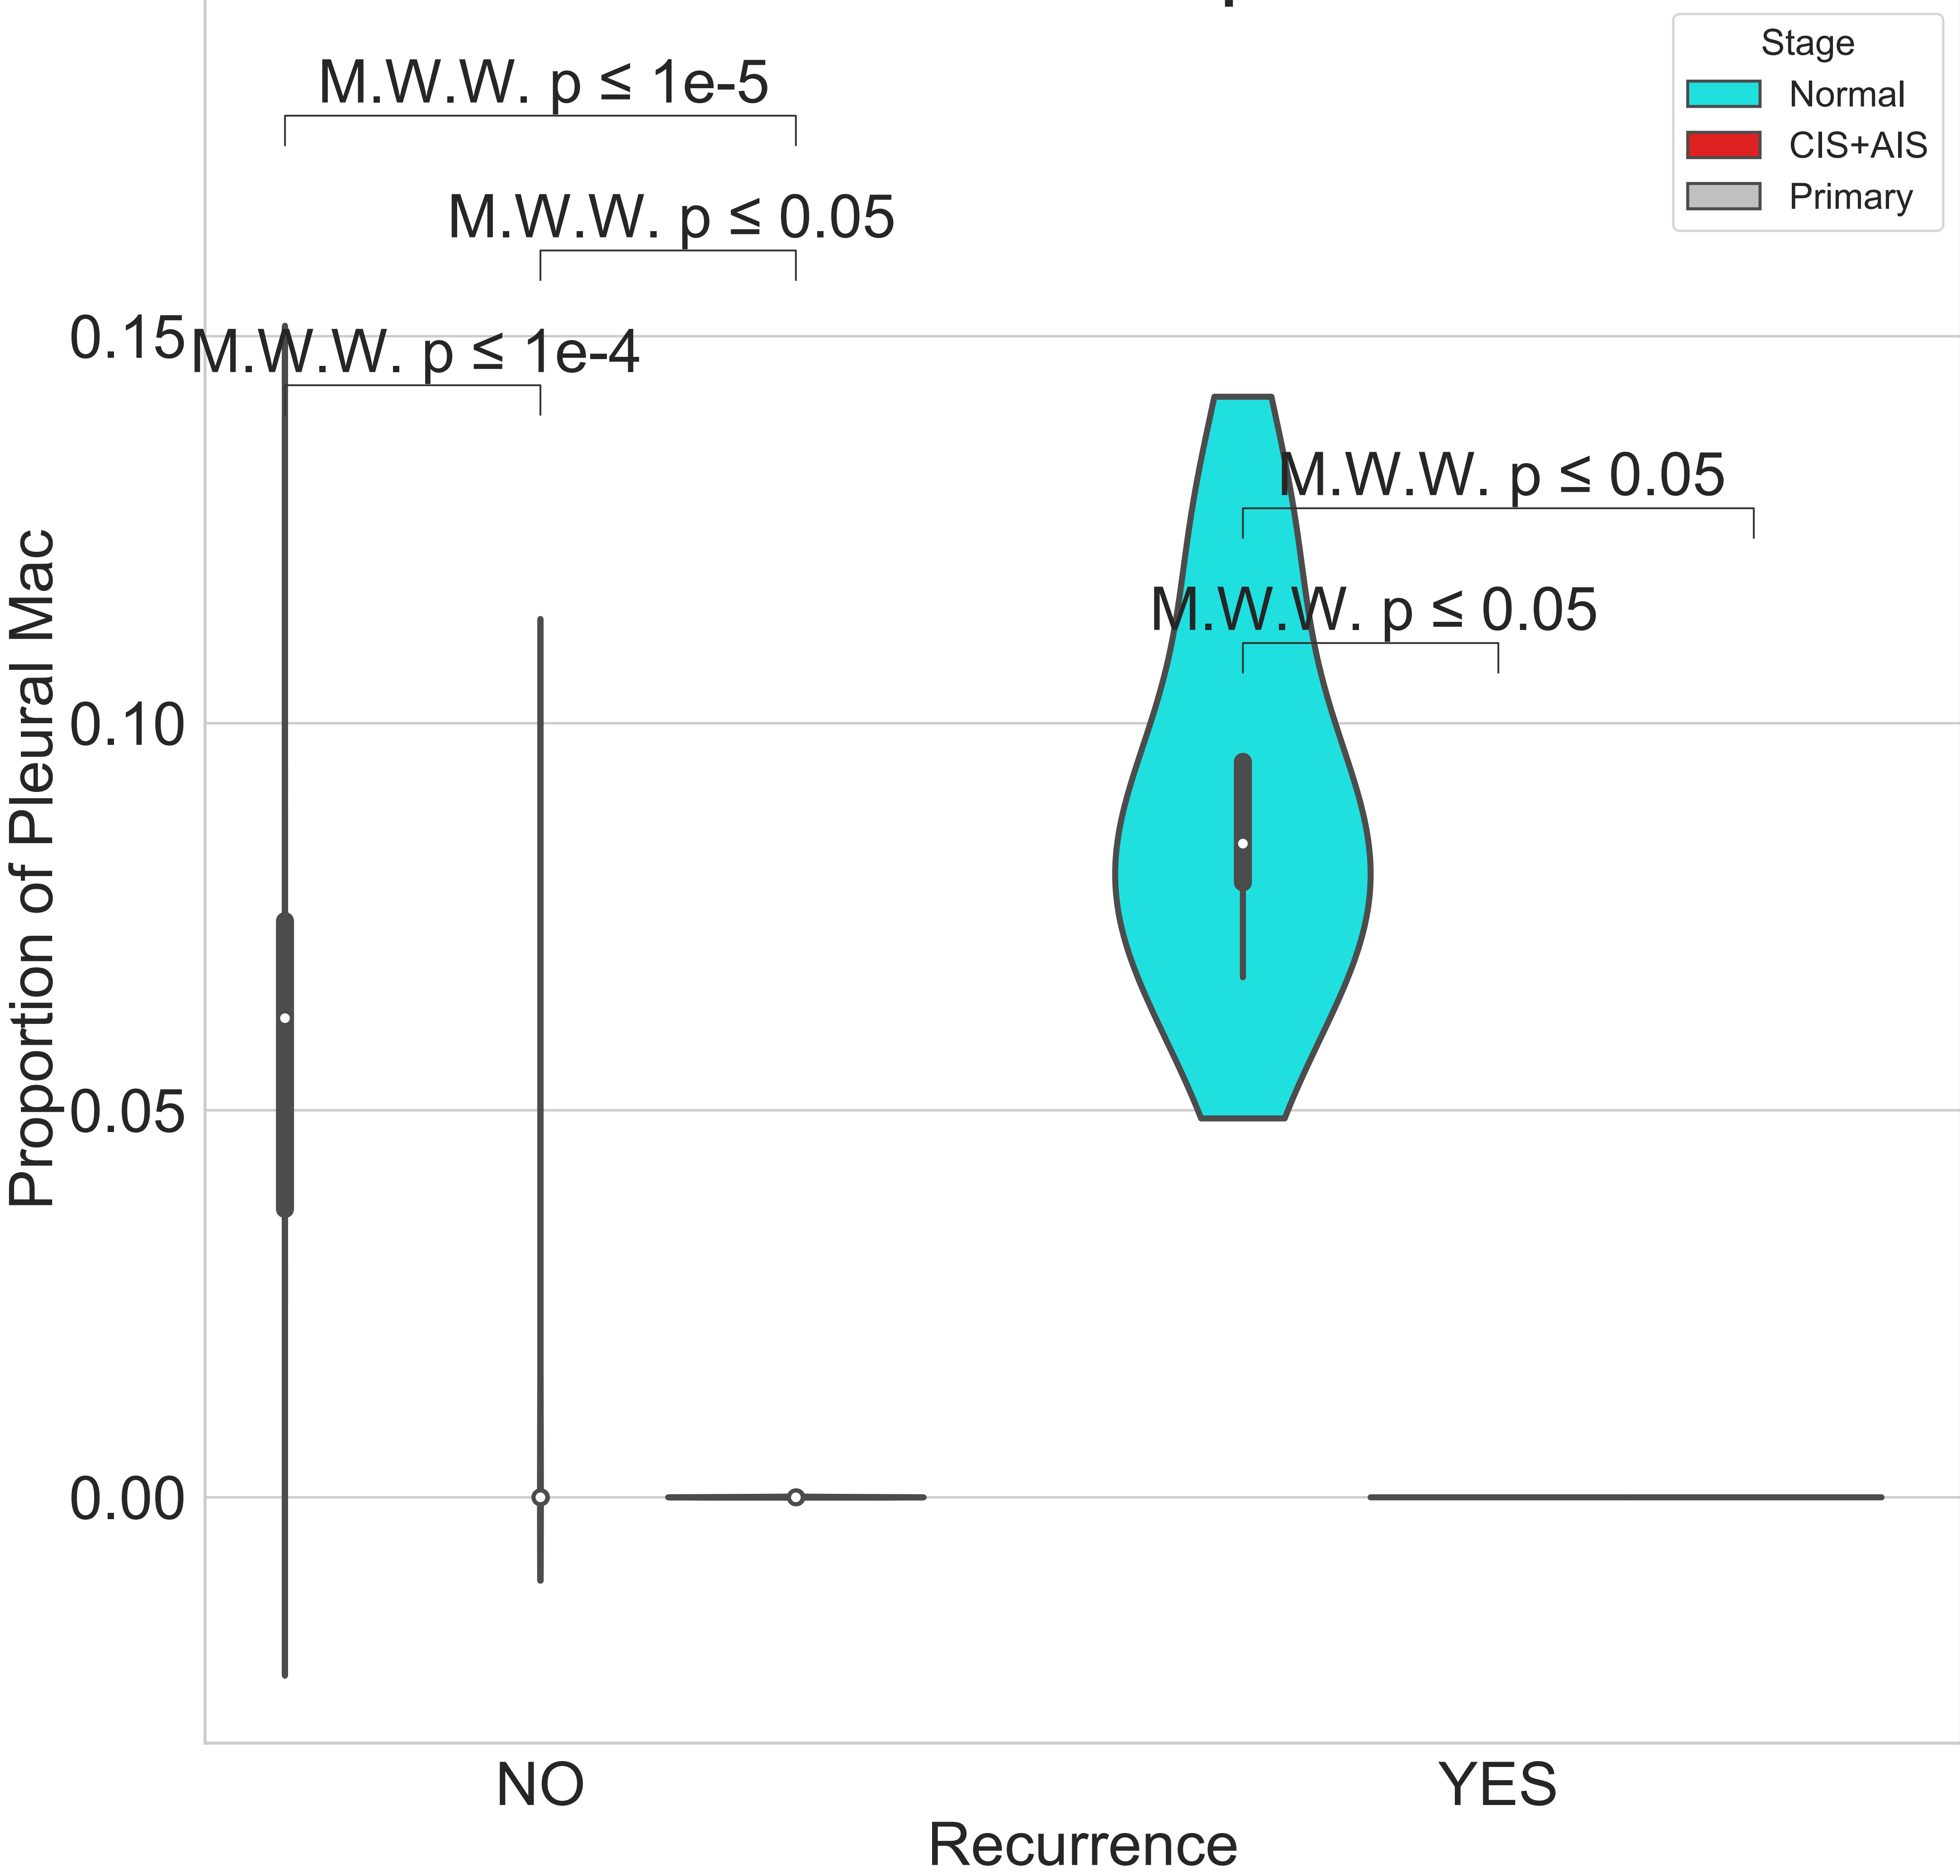 Stage
Normal
CIS+AIS
Primary
M.W.W. p ≤ 1e-5
M.W.W. p ≤ 0.05
M.W.W. p ≤ 1e-4
M.W.W. p ≤ 0.05
M.W.W. p ≤ 0.05
0.15
0.10
0.05
0.00
Proportion of Pleural Mac
NO
YES
Recurrence